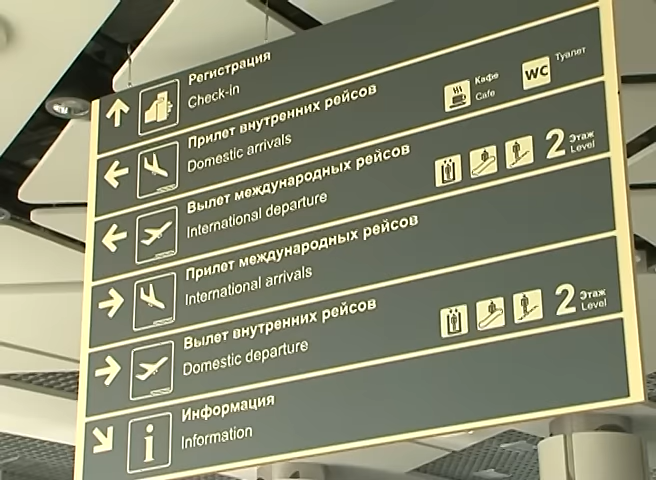 Регистрация
Check-in
Прилет внутренних рейсов
Domestic arrivals
Кафе
Cafe
WC
Туалет
Вылет международных рейсов
International departure
2 Этаж
Level
Прилет международных рейсов
International arrivals
Вылет внутренних рейсов
Domestic departure
2 Этаж
Level
Информация
i
Information